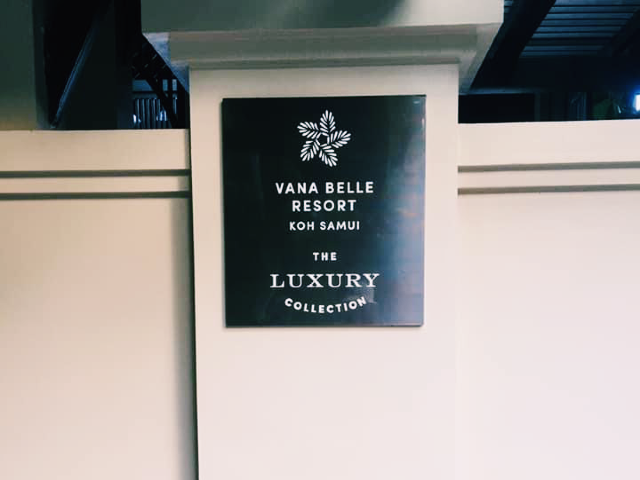 VANA BELLE
RESORT
KOH SAMUI
THE
LUXURY
COLLECTION